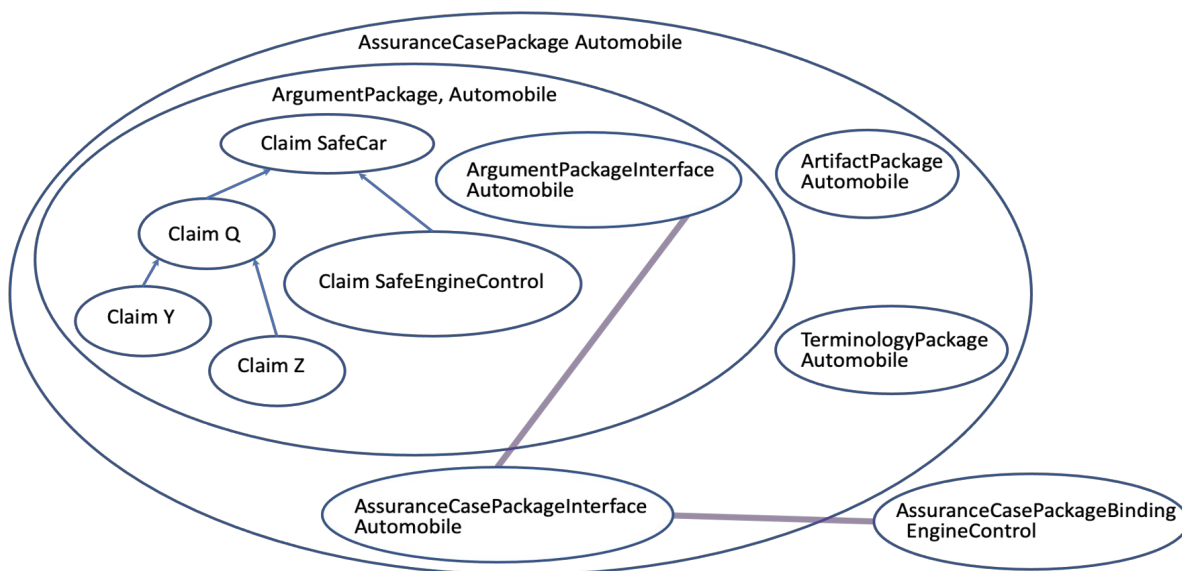 AssuranceCasePackage Automobile
ArgumentPackage, Automobile
Claim SafeCar
ArgumentPackageInterface
Automobile
ArtifactPackage
Automobile
Claim Q
Claim SafeEngineControl
Claim Y
Claim Z
TerminologyPackage
Automobile
AssuranceCasePackageInterface
Automobile
AssuranceCasePackageBinding
EngineControl